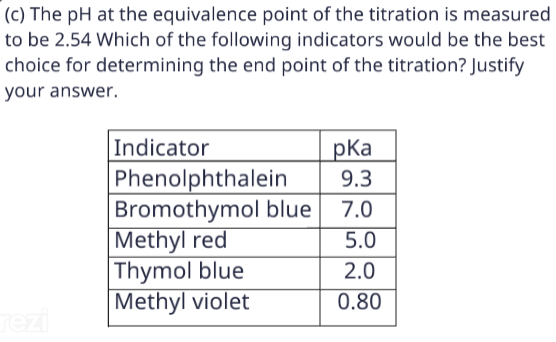 (c) The pH at the equivalence point of the titration is measured
to be 2.54 Which of the following indicators would be the best
choice for determining the end point of the titration? Justify
your answer.
Indicator pKa
Phenolphthalein 9.3
Bromothymol blue 7.0
Methyl red 5.0
Thymol blue 2.0
Methyl violet 0.80
rezi